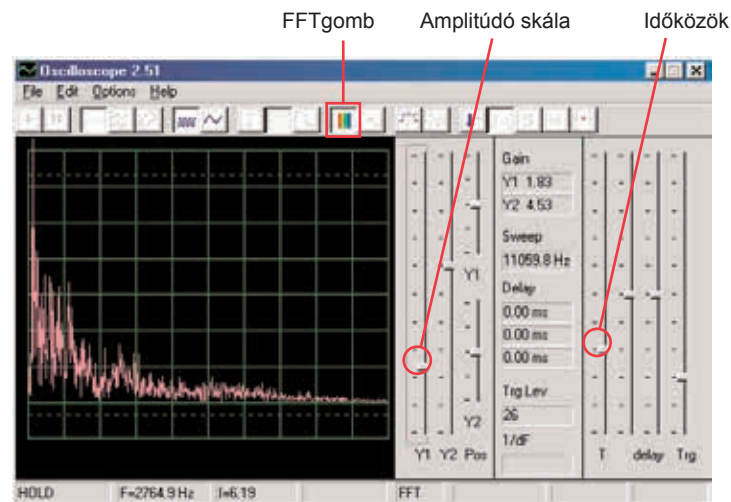 FFTgomb Amplitúdó skála Időközök
Oscilloscope 2.51
File Edit Options Help
Gain
Y1 1.83
Y2 4.53
Sweep
11059.8 Hz
Delay
0.00 ms
0.00 ms
0.00 ms
Trg Lev
26
1/dF
Y1
Y2
Y1 Y2 Pos T delay Trg
HOLD F=2764.9 Hz I=6.19 FFT